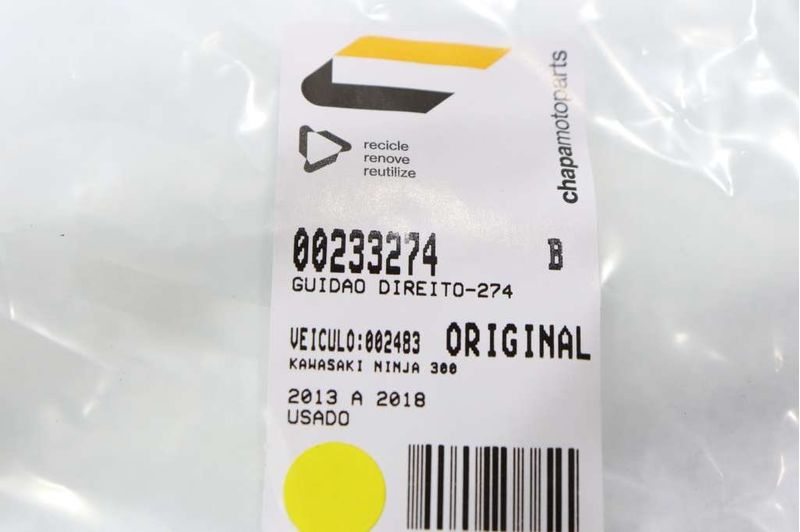 chapamotoparts
recicle
renove
reutilize
00233274 B
GUIDAO DIREITO-274
VEICULO:002483 ORIGINAL
KAWASAKI NINJA 300
2013 A 2018
USADO